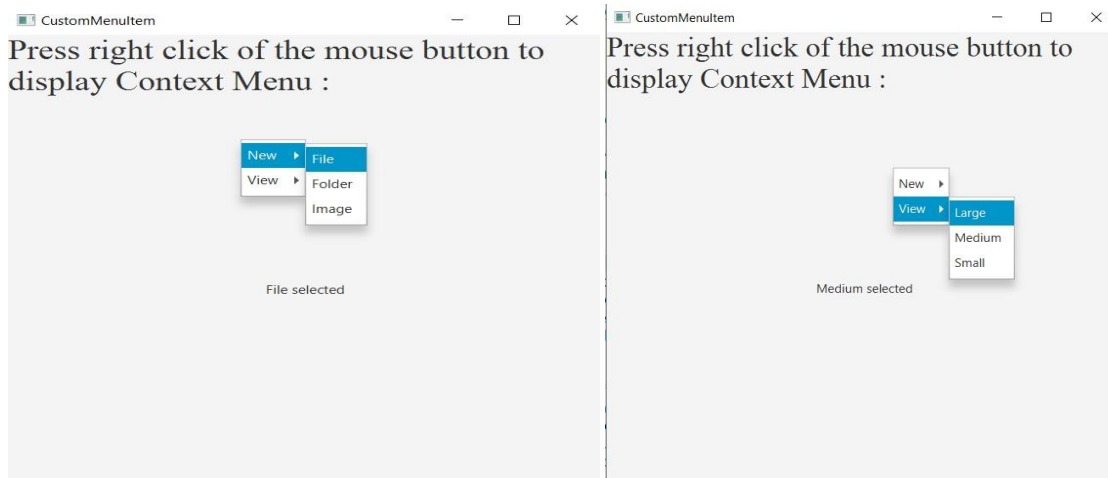 CustomMenuItem
Press right click of the mouse button to
display Context Menu :
New
View
File
Folder
Image
File selected
CustomMenuItem
Press right click of the mouse button to
display Context Menu :
New
View
Large
Medium
Small
Medium selected